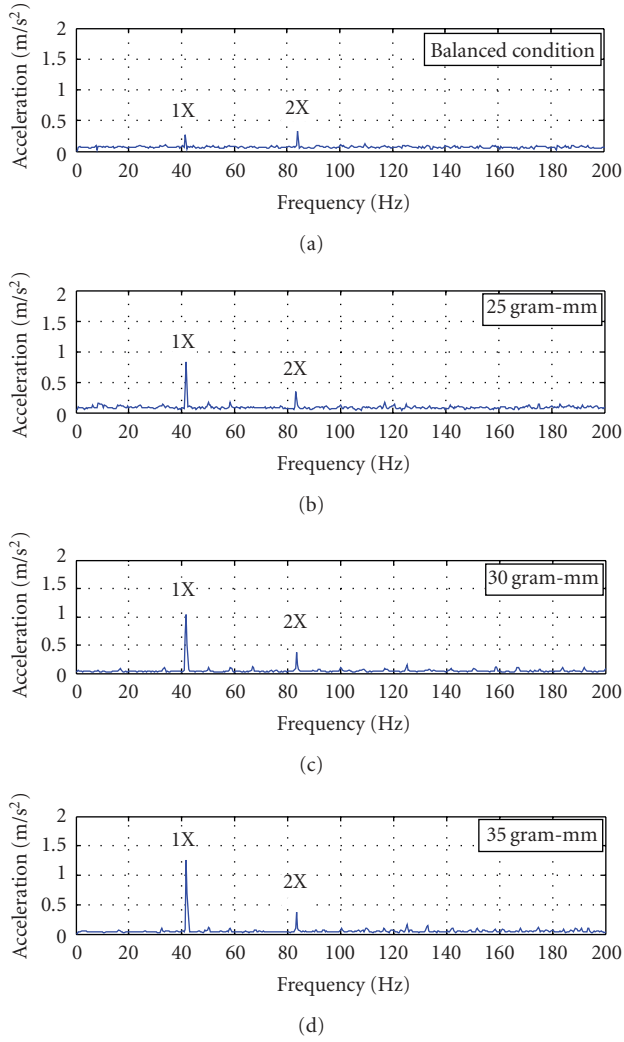 Balanced condition
1X
2X
Acceleration (m/s²)
2
1.5
1
0.5
0
0 20 40 60 80 100 120 140 160 180 200
Frequency (Hz)
(a)
25 gram-mm
1X
2X
Acceleration (m/s²)
2
1.5
1
0.5
0
0 20 40 60 80 100 120 140 160 180 200
Frequency (Hz)
(b)
30 gram-mm
1X
2X
Acceleration (m/s²)
2
1.5
1
0.5
0
0 20 40 60 80 100 120 140 160 180 200
Frequency (Hz)
(c)
35 gram-mm
1X
2X
Acceleration (m/s²)
2
1.5
1
0.5
0
0 20 40 60 80 100 120 140 160 180 200
Frequency (Hz)
(d)